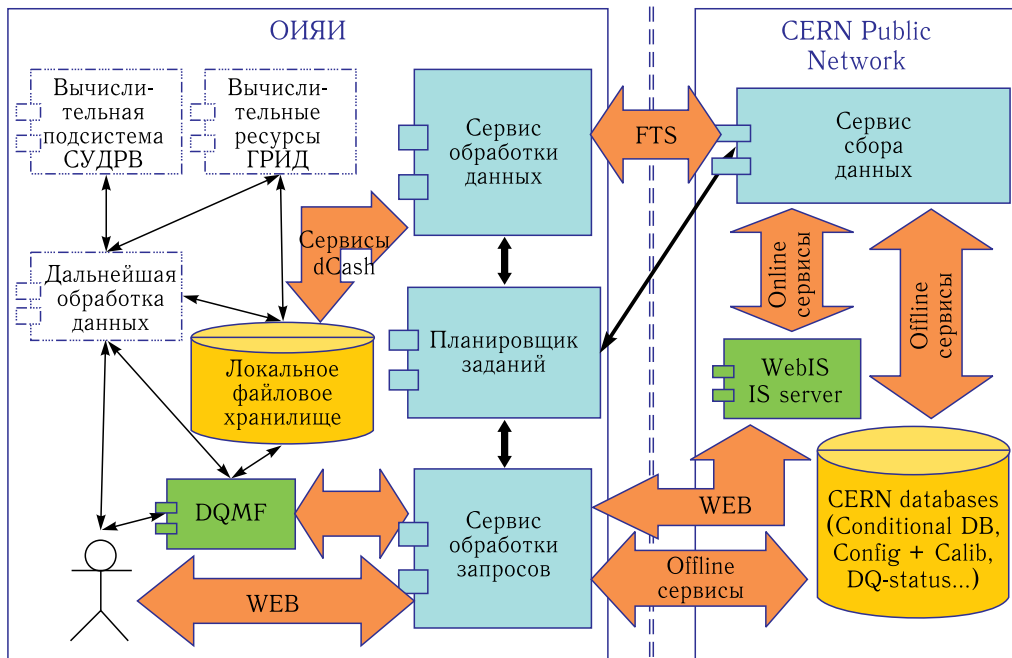 ОИЯИ
CERN Public
Network
Вычисли-
тельная
подсистема
СУДРВ
Вычисли-
тельные
ресурсы
ГРИД
Сервис
обработки
данных
FTS
Сервис
сбора
данных
Сервисы
dCash
Дальнейшая
обработка
данных
Online
сервисы
Offline
сервисы
Локальное
файловое
хранилище
Планировщик
заданий
WebIS
IS server
DQMF
Сервис
обработки
запросов
WEB
CERN databases
(Conditional DB,
Config + Calib,
DQ-status...)
WEB
Offline
сервисы